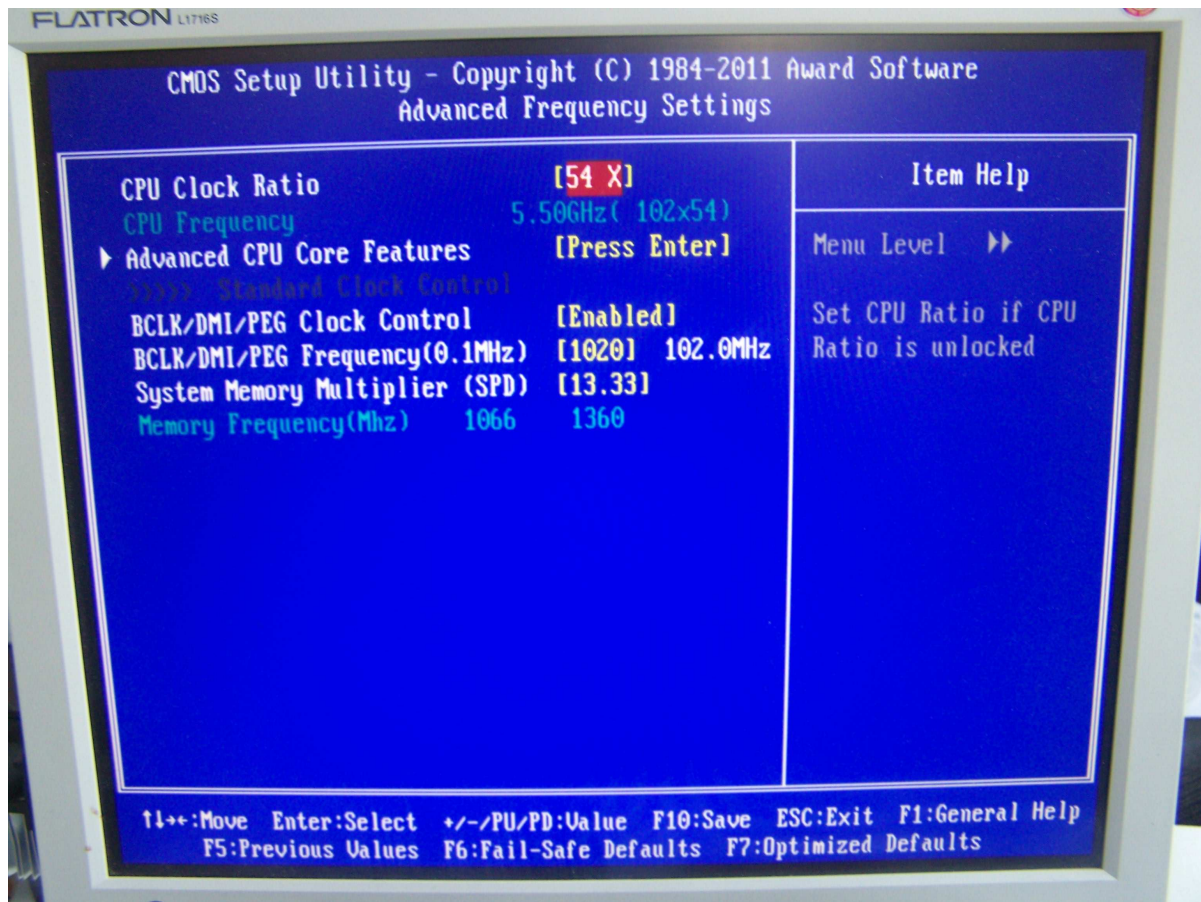 FLATRON L1716S
CMOS Setup Utility - Copyright (C) 1984-2011 Award Software
Advanced Frequency Settings
CPU Clock Ratio [54 X]
CPU Frequency 5.50GHz( 102x54)
▶ Advanced CPU Core Features [Press Enter]
>>>>> Standard Clock Control
BCLK/DMI/PEG Clock Control [Enabled]
BCLK/DMI/PEG Frequency(0.1MHz) [1020] 102.0MHz
System Memory Multiplier (SPD) [13.33]
Memory Frequency(Mhz) 1066 1360
Item Help
Menu Level ▶▶
Set CPU Ratio if CPU
Ratio is unlocked
↑↓→←:Move Enter:Select +/-/PU/PD:Value F10:Save ESC:Exit F1:General Help
F5:Previous Values F6:Fail-Safe Defaults F7:Optimized Defaults